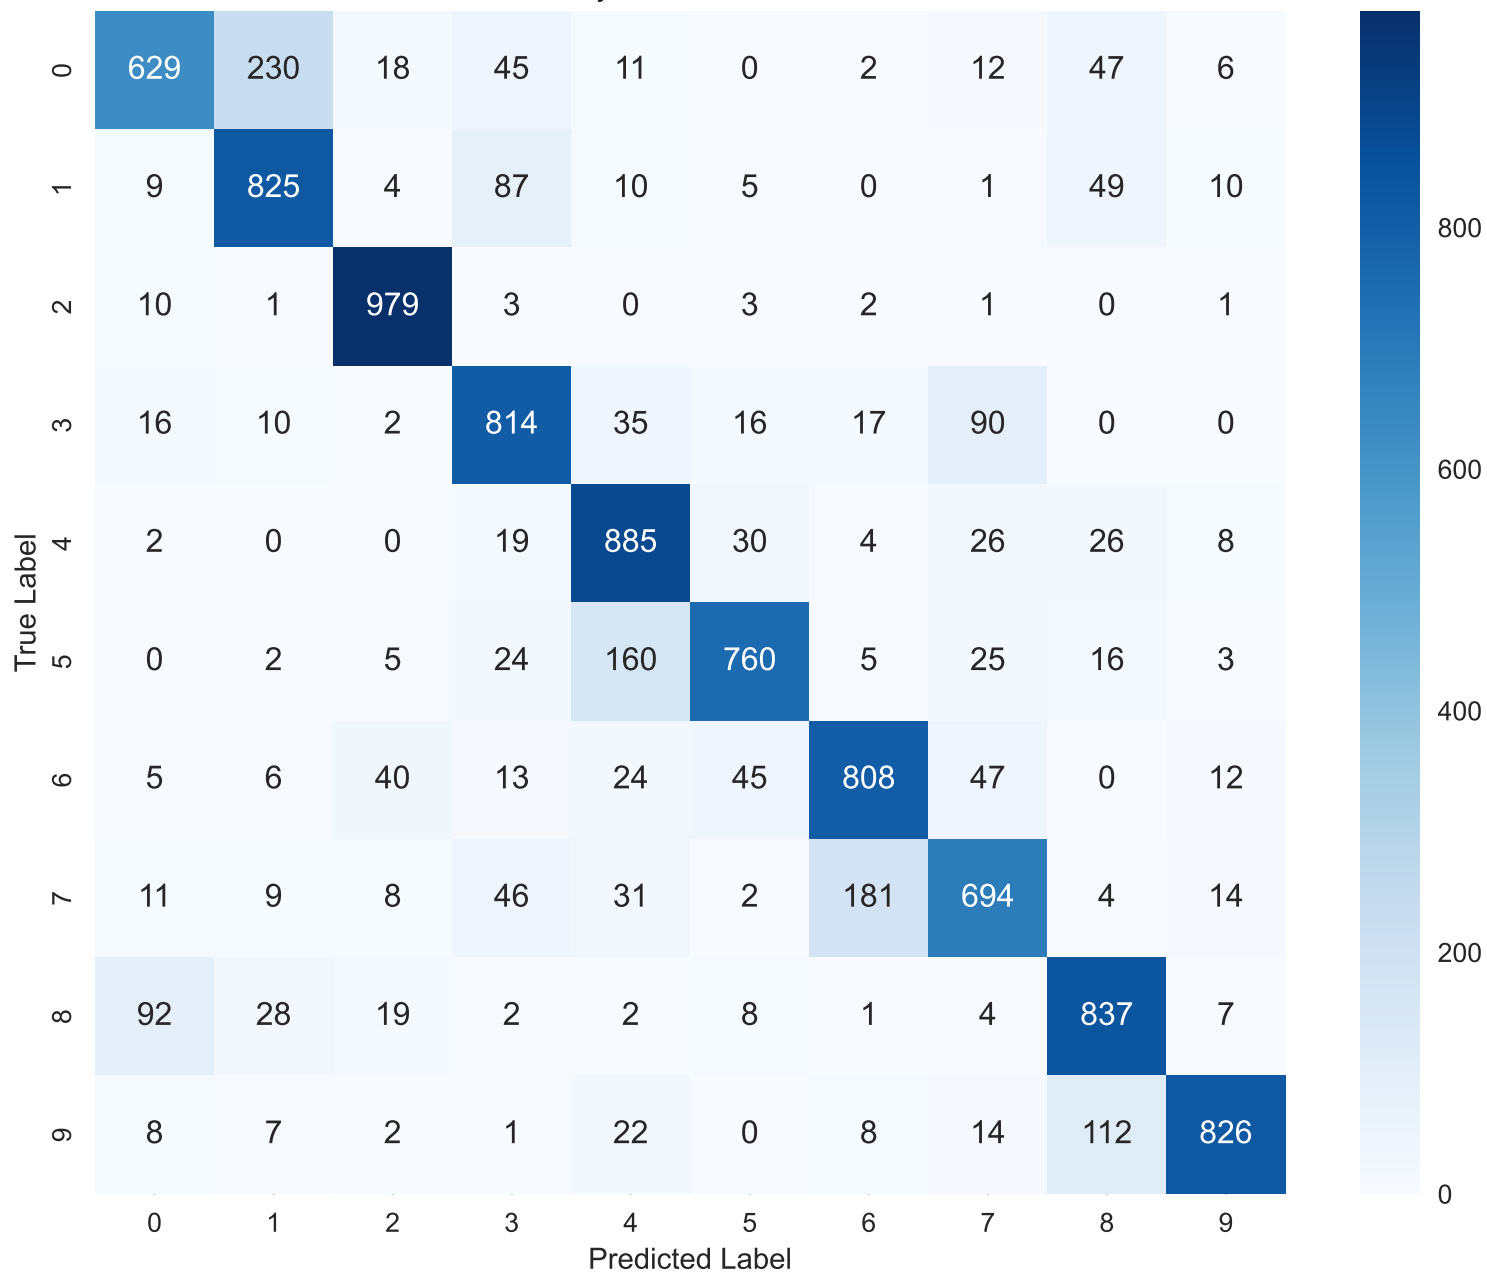 0 629 230 18 45 11 0 2 12 47 6
1 9 825 4 87 10 5 0 1 49 10
800
2 10 1 979 3 0 3 2 1 0 1
3 16 10 2 814 35 16 17 90 0 0
600
True Label
4 2 0 0 19 885 30 4 26 26 8
5 0 2 5 24 160 760 5 25 16 3
400
6 5 6 40 13 24 45 808 47 0 12
7 11 9 8 46 31 2 181 694 4 14
200
8 92 28 19 2 2 8 1 4 837 7
9 8 7 2 1 22 0 8 14 112 826
0
0 1 2 3 4 5 6 7 8 9
Predicted Label